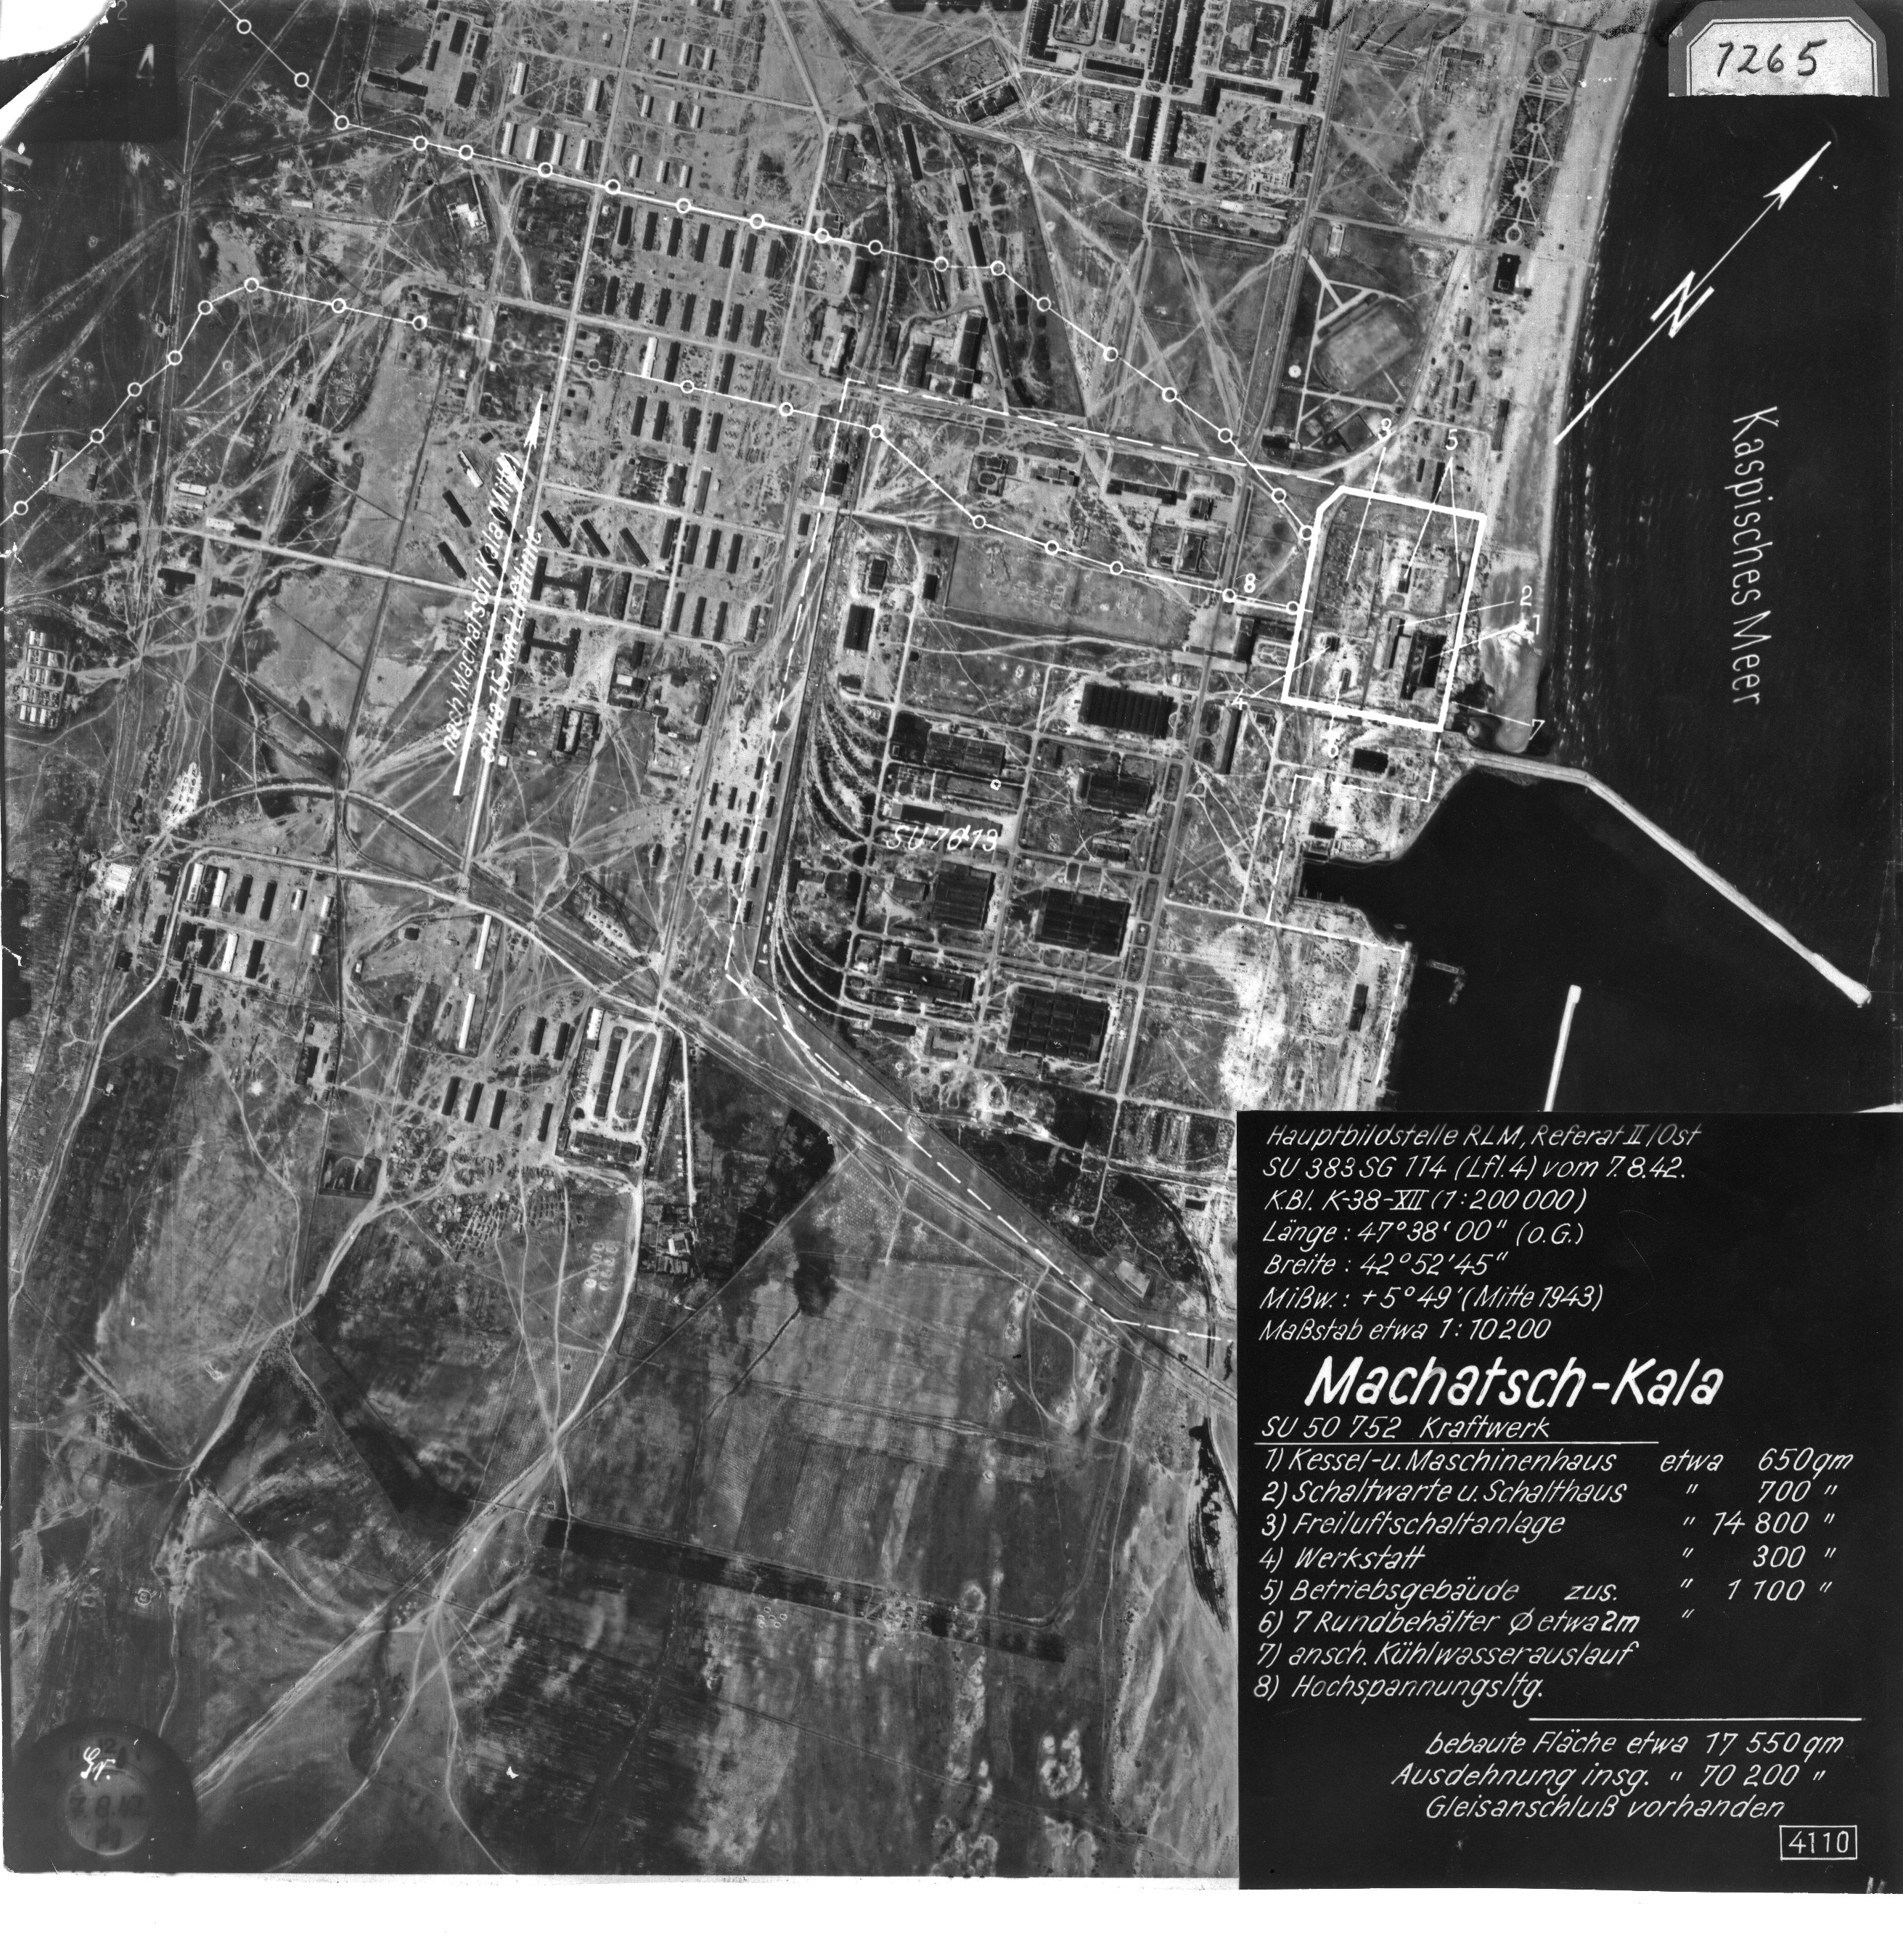 7265
N
Kaspisches Meer
nach Machatsch Kala Mitte
etwa 15 km Luftlinie
3
5
8
2
1
4
6
7
SU 76
Hauptbildstelle RLM, Referat II/Ost
SU 383 SG 114 (Lfl. 4) vom 7.8.42.
K.Bl. K-38-XII (1:200 000)
Länge : 47° 38' 00" (o.G.)
Breite : 42° 52' 45"
Mißw. : + 5° 49' (Mitte 1943)
Maßstab etwa 1:10 200
Machatsch-Kala
SU 50 752 Kraftwerk
1) Kessel-u. Maschinenhaus etwa 650 qm
2) Schaltwarte u. Schalthaus " 700 "
3) Freiluftschaltanlage " 14 800 "
4) Werkstatt " 300 "
5) Betriebsgebäude zus. " 1 100 "
6) 7 Rundbehälter Ø etwa 2m "
7) ansch. Kühlwasserauslauf
8) Hochspannungsltg.
bebaute Fläche etwa 17 550 qm
Ausdehnung insg. " 70 200 "
Gleisanschluß vorhanden
4110
Gr.